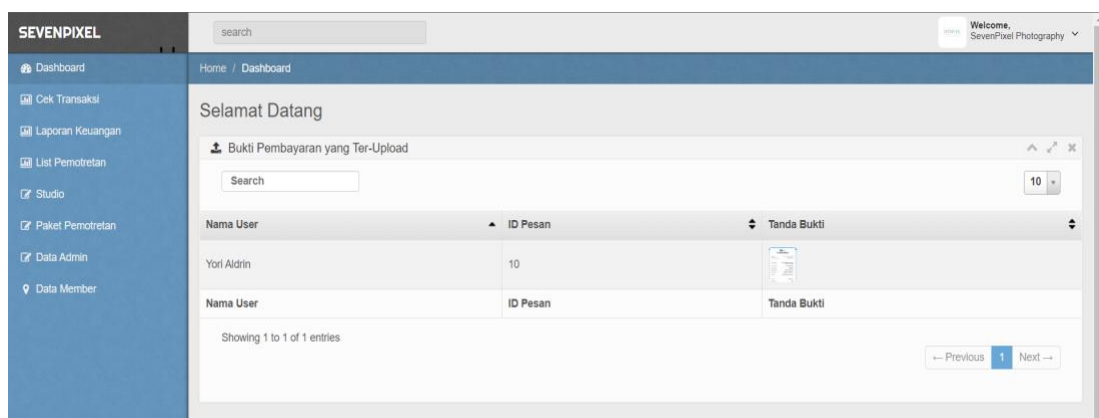 SEVENPIXEL
search
Welcome,
SevenPixel Photography
Dashboard
Cek Transaksi
Laporan Keuangan
List Pemotretan
Studio
Paket Pemotretan
Data Admin
Data Member
Home / Dashboard
Selamat Datang
Bukti Pembayaran yang Ter-Upload
Search
10
Nama User ID Pesan Tanda Bukti
Yori Aldrin 10
Nama User ID Pesan Tanda Bukti
Showing 1 to 1 of 1 entries
← Previous 1 Next →